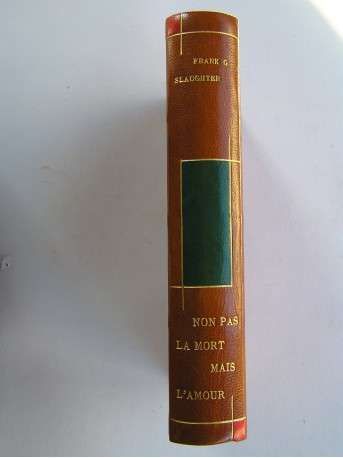 FRANK G.
SLAUGHTER
NON PAS
LA MORT
MAIS
L'AMOUR